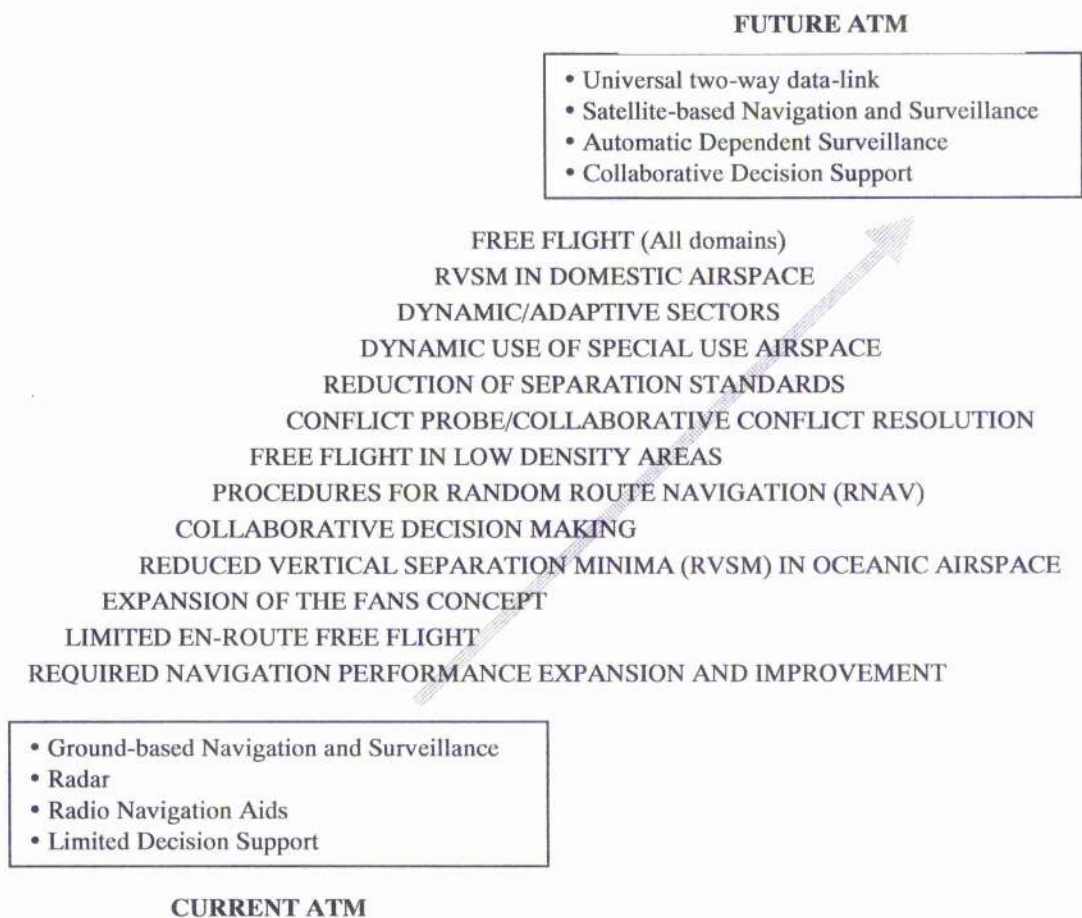 FUTURE ATM
• Universal two-way data-link
• Satellite-based Navigation and Surveillance
• Automatic Dependent Surveillance
• Collaborative Decision Support
FREE FLIGHT (All domains)
RVSM IN DOMESTIC AIRSPACE
DYNAMIC/ADAPTIVE SECTORS
DYNAMIC USE OF SPECIAL USE AIRSPACE
REDUCTION OF SEPARATION STANDARDS
CONFLICT PROBE/COLLABORATIVE CONFLICT RESOLUTION
FREE FLIGHT IN LOW DENSITY AREAS
PROCEDURES FOR RANDOM ROUTE NAVIGATION (RNAV)
COLLABORATIVE DECISION MAKING
REDUCED VERTICAL SEPARATION MINIMA (RVSM) IN OCEANIC AIRSPACE
EXPANSION OF THE FANS CONCEPT
LIMITED EN-ROUTE FREE FLIGHT
REQUIRED NAVIGATION PERFORMANCE EXPANSION AND IMPROVEMENT
• Ground-based Navigation and Surveillance
• Radar
• Radio Navigation Aids
• Limited Decision Support
CURRENT ATM